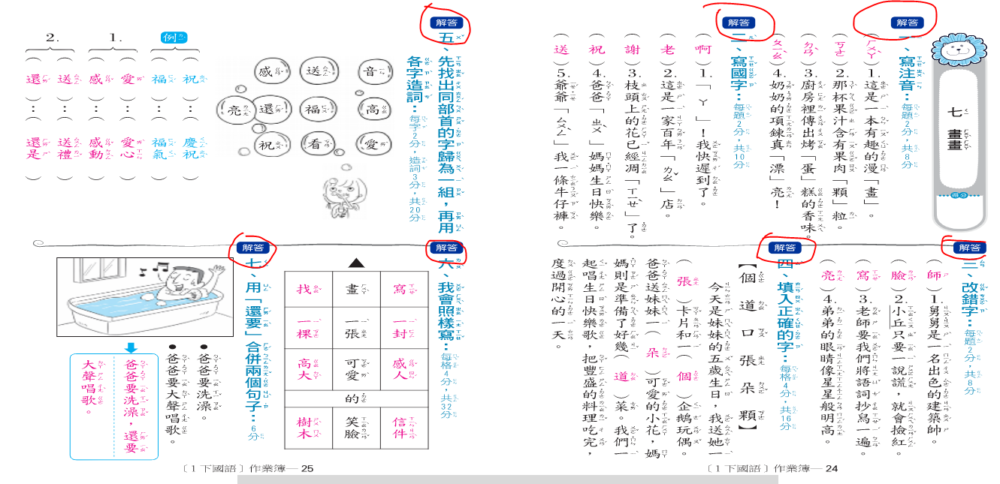 七、畫畫
得分
解答
一、寫注音：每題2分，共8分
（ㄏㄨㄚˋ）1.這是一本有趣的漫「畫」。
（ㄎㄜ）2.那杯果汁含有果肉「顆」粒。
（ㄉㄢˋ）3.廚房裡傳出烤「蛋」糕的香味。
（ㄆㄧㄠˋ）4.奶奶的項鍊真「漂」亮！
解答
二、寫國字：每題2分，共10分
（啊）1.「ㄚ」！我快遲到了。
（老）2.這是一家百年「ㄌㄠˇ」店。
（謝）3.枝頭上的花已經凋「ㄒㄧㄝˋ」了。
（祝）4.爸爸「ㄓㄨˋ」媽媽生日快樂。
（送）5.爺爺「ㄙㄨㄥˋ」我一條牛仔褲。
解答
三、改錯字：每題2分，共8分
（師）1.舅舅是一名出色的建築帥。
（臉）2.小丘只要一說謊，就會撿紅。
（寫）3.老師要我們將語詞抄舄一遍。
（亮）4.弟弟的眼睛像星星般明高。
解答
四、填入正確的字：每格4分，共16分
【個 道 口 張 朵 顆】
今天是妹妹的五歲生日，我送她一
（張）卡片和一（個）企鵝玩偶。
爸爸送妹妹一（朵）可愛的小花，媽
媽則是準備了好幾（道）菜。我們一
起唱生日快樂歌，把豐盛的料理吃完，
度過開心的一天。
〔1下國語〕作業簿—24
解答
五、先找出同部首的字歸為一組，再用
各字造詞：每字2分，造詞3分，共20分
音
送
感
高
福
還
亮
愛
看
祝
例
（祝）：（慶祝）
（福）：（福氣）
1.
（愛）：（愛心）
（感）：（感動）
2.
（送）：（送禮）
（還）：（還是）
解答
六、我會照樣寫：每格4分，共32分
寫 一封 感人 的 信件
▲ 畫 一張 可愛 的 笑臉
找 一棵 高大 的 樹木
解答
七、用「還要」合併兩個句子：6分
●爸爸要洗澡。
●爸爸要大聲唱歌。
爸爸要洗澡，還要
大聲唱歌。
〔1下國語〕作業簿—25